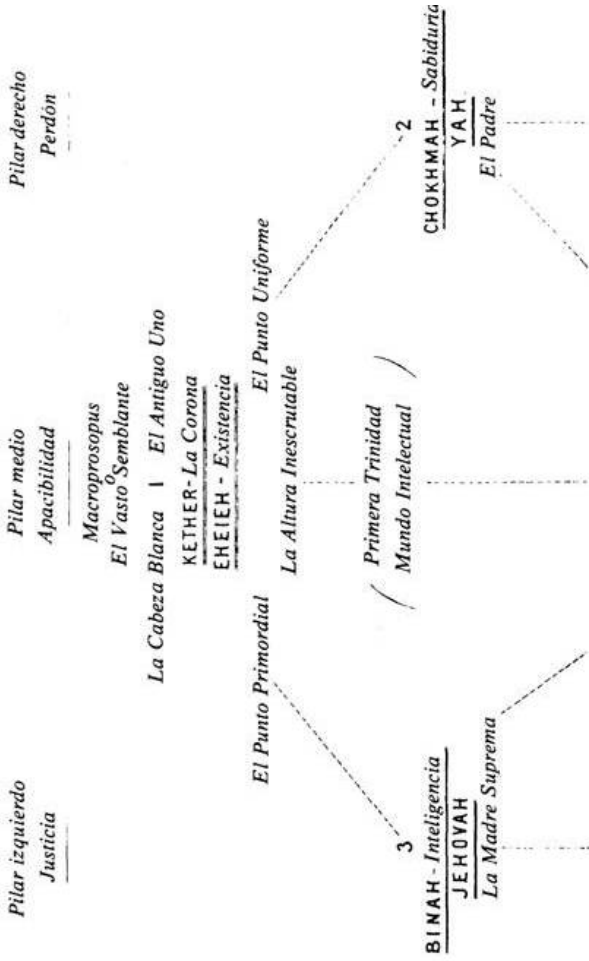 Pilar izquierdo
Justicia
Pilar medio
Apacibilidad
Pilar derecho
Perdón
Macroprosopus
o
El Vasto Semblante
La Cabeza Blanca 1 El Antiguo Uno
KETHER-La Corona
EHEIEH - Existencia
El Punto Primordial
El Punto Uniforme
La Altura Inescrutable
Primera Trinidad
Mundo Intelectual
3
BINAH - Inteligencia
JEHOVAH
La Madre Suprema
2
CHOKHMAH - Sabiduría
YAH
El Padre